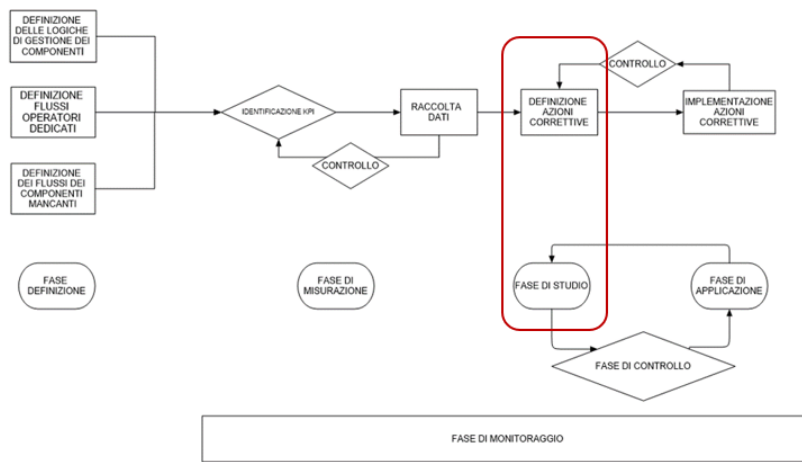 DEFINIZIONE
DELLE LOGICHE
DI GESTIONE DEI
COMPONENTI
DEFINIZIONE
FLUSSI
OPERATORI
DEDICATI
DEFINIZIONE
DEI FLUSSI DEI
COMPONENTI
MANCANTI
IDENTIFICAZIONE KPI
RACCOLTA
DATI
CONTROLLO
DEFINIZIONE
AZIONI
CORRETTIVE
CONTROLLO
IMPLEMENTAZIONE
AZIONI
CORRETTIVE
FASE
DEFINIZIONE
FASE DI
MISURAZIONE
FASE DI STUDIO
FASE DI
APPLICAZIONE
FASE DI CONTROLLO
FASE DI MONITORAGGIO